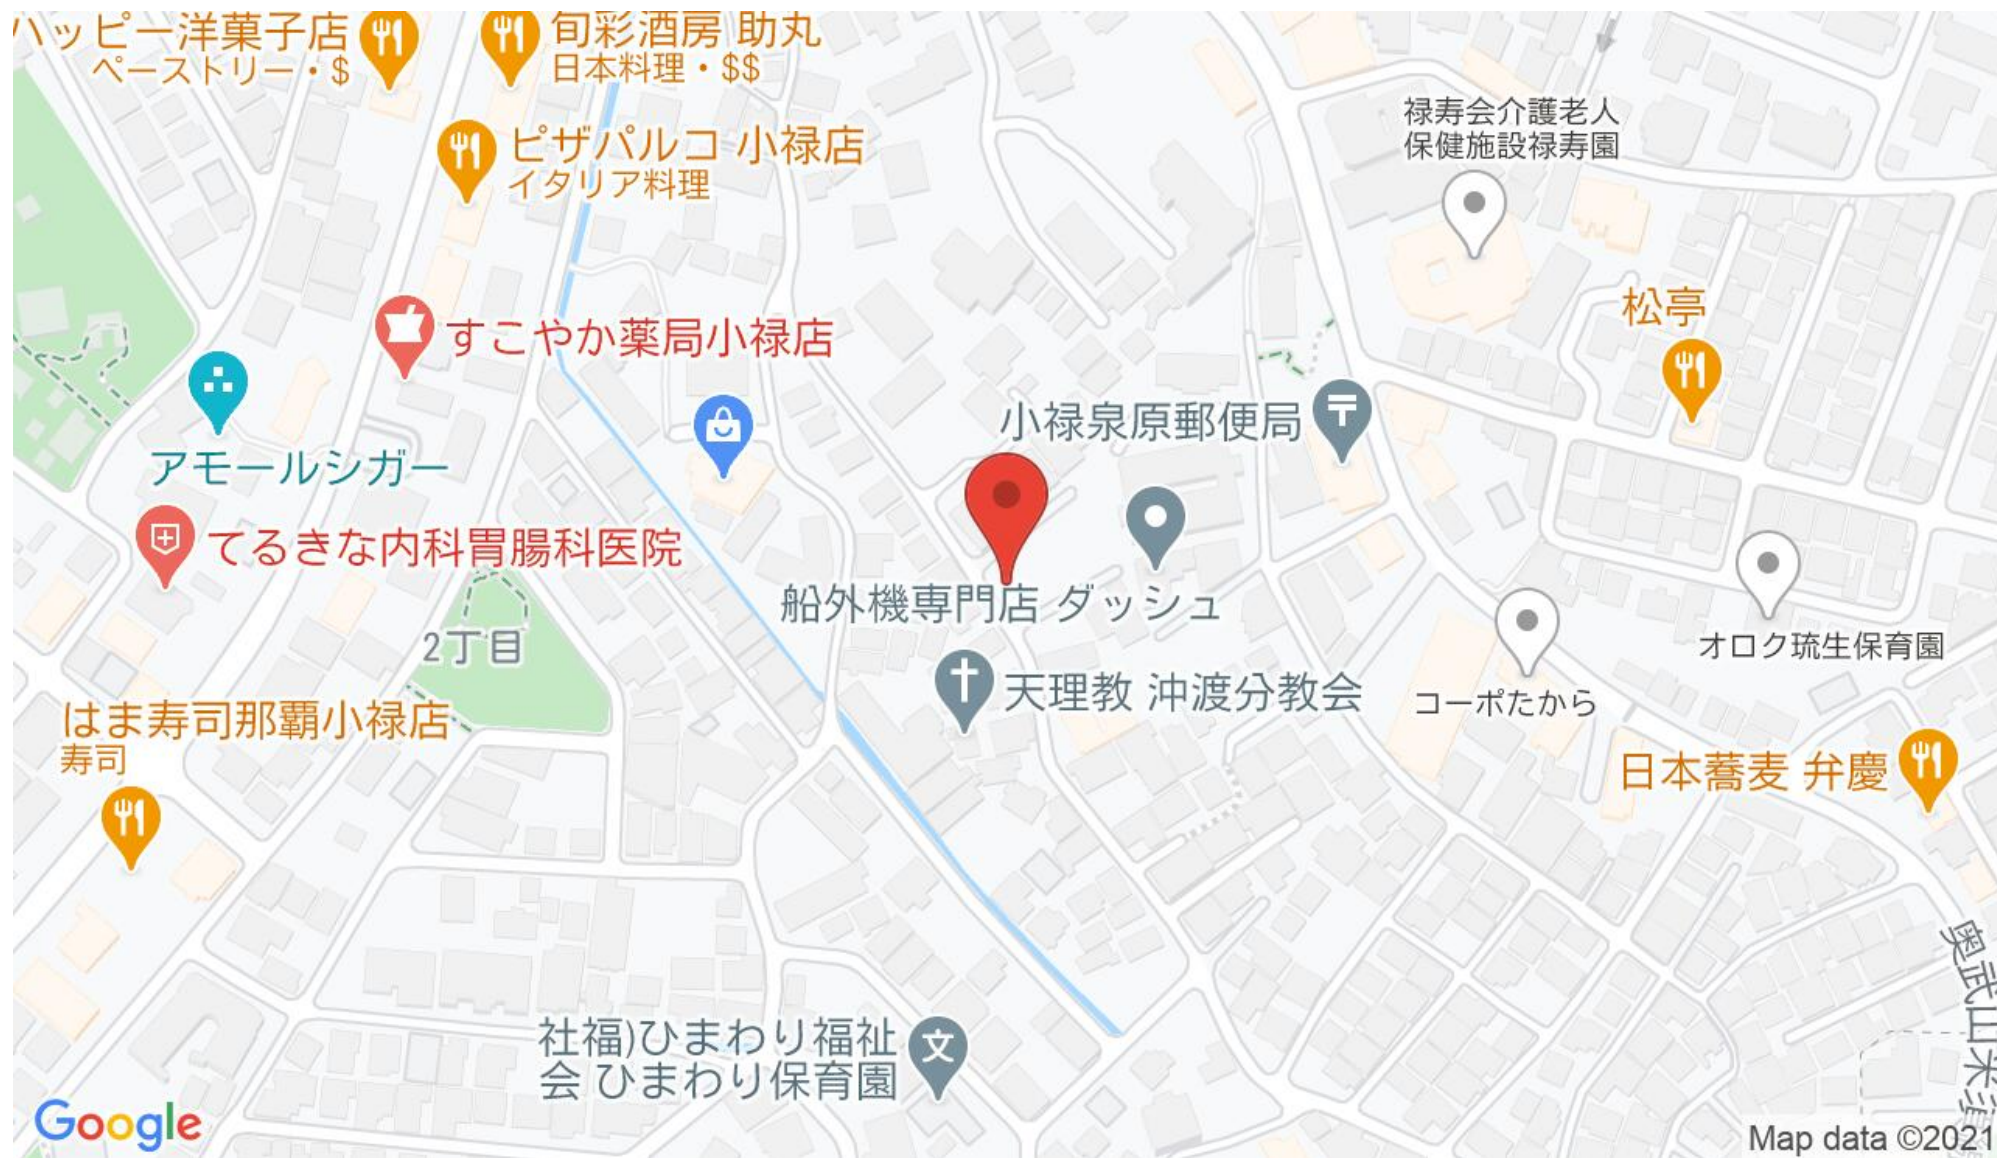 ハッピー洋菓子店
ペーストリー・$
旬彩酒房 助丸
日本料理・$$
ピザパルコ 小禄店
イタリア料理
禄寿会介護老人
保健施設禄寿園
松亭
すこやか薬局小禄店
小禄泉原郵便局
アモールシガー
てるきな内科胃腸科医院
船外機専門店 ダッシュ
2丁目
オロク琉生保育園
天理教 沖渡分教会
コーポたから
はま寿司那覇小禄店
寿司
日本蕎麦 弁慶
奥武山米須
社福)ひまわり福祉
会 ひまわり保育園
文
Google
Map data ©2021